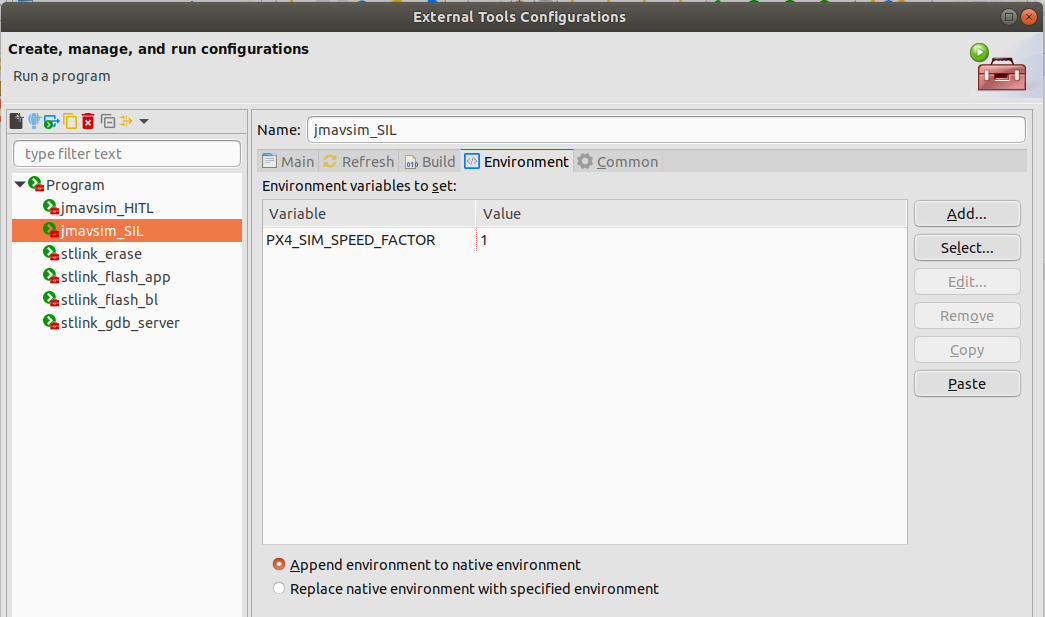 External Tools Configurations
Create, manage, and run configurations
Run a program
Name: jmavsim_SIL
type filter text
Main Refresh Build Environment Common
Program
jmavsim_HITL
jmavsim_SIL
stlink_erase
stlink_flash_app
stlink_flash_bl
stlink_gdb_server
Environment variables to set:
Variable Value
PX4_SIM_SPEED_FACTOR 1
Add...
Select...
Edit...
Remove
Copy
Paste
Append environment to native environment
Replace native environment with specified environment